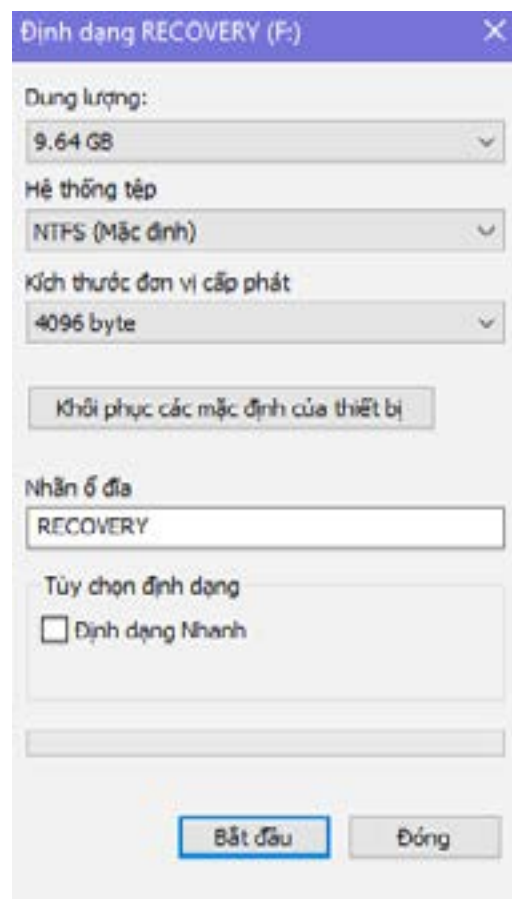 Định dạng RECOVERY (F:)
Dung lượng:
9.64 GB
Hệ thống tệp
NTFS (Mặc định)
Kích thước đơn vị cấp phát
4096 byte
Khôi phục các mặc định của thiết bị
Nhãn ổ đĩa
RECOVERY
Tùy chọn định dạng
Định dạng Nhanh
Bắt đầu Đóng